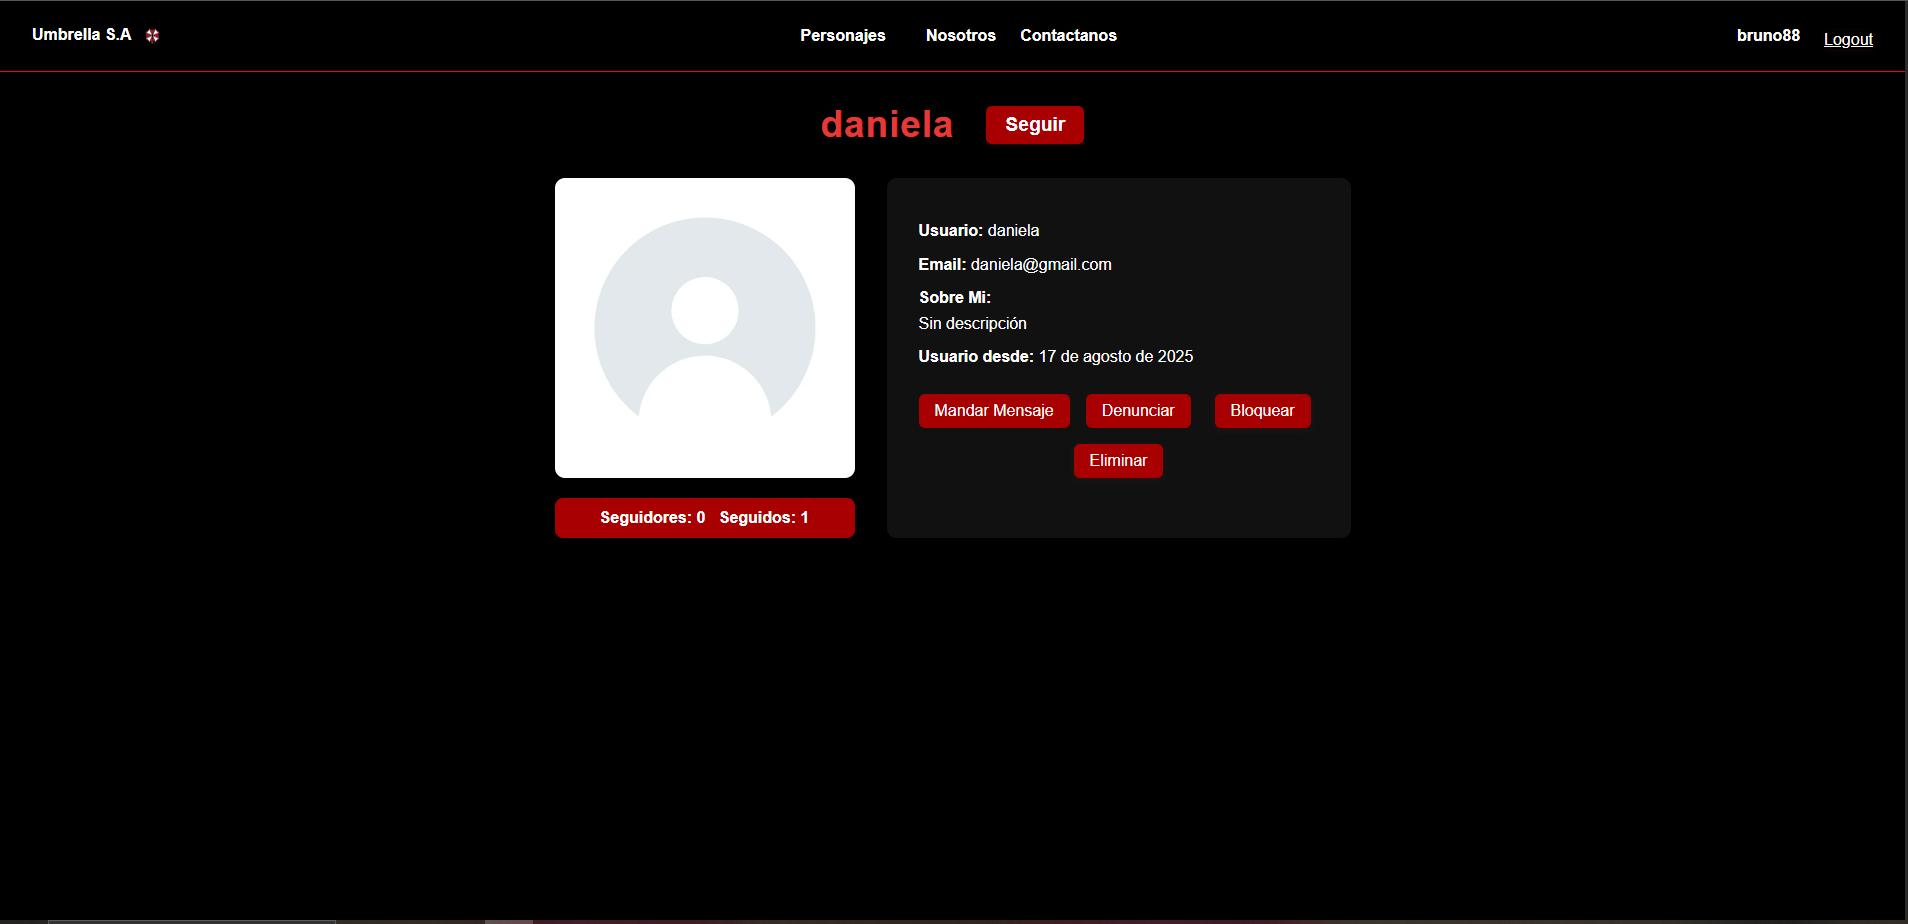 Umbrella S.A
Personajes Nosotros Contactanos
bruno88 Logout
daniela Seguir
Usuario: daniela
Email: daniela@gmail.com
Sobre Mi:
Sin descripción
Usuario desde: 17 de agosto de 2025
Mandar Mensaje Denunciar Bloquear
Eliminar
Seguidores: 0 Seguidos: 1